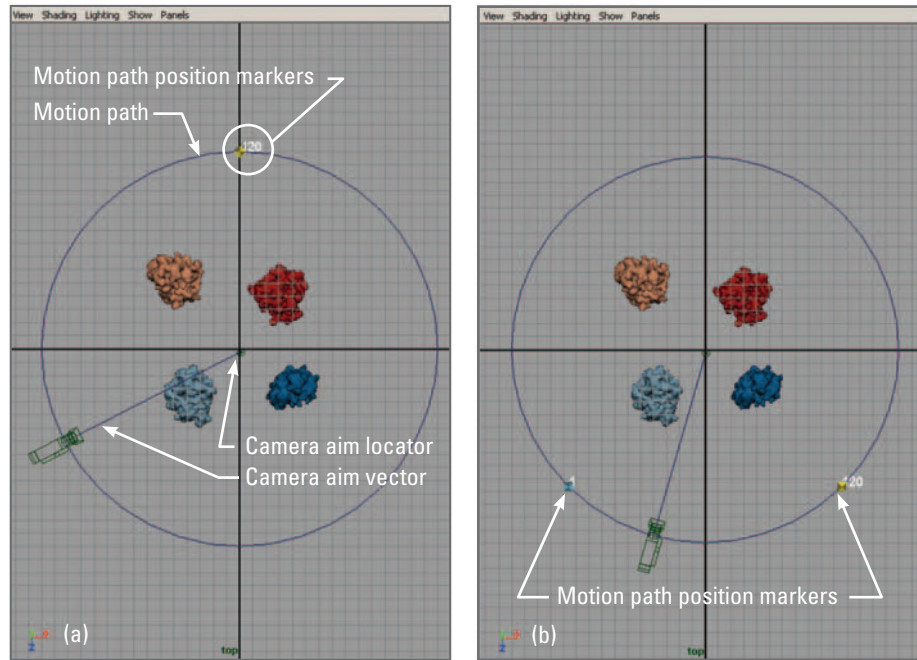 View Shading Lighting Show Panels
Motion path position markers
Motion path
120
Camera aim locator
Camera aim vector
(a)
top
View Shading Lighting Show Panels
1
120
Motion path position markers
(b)
top